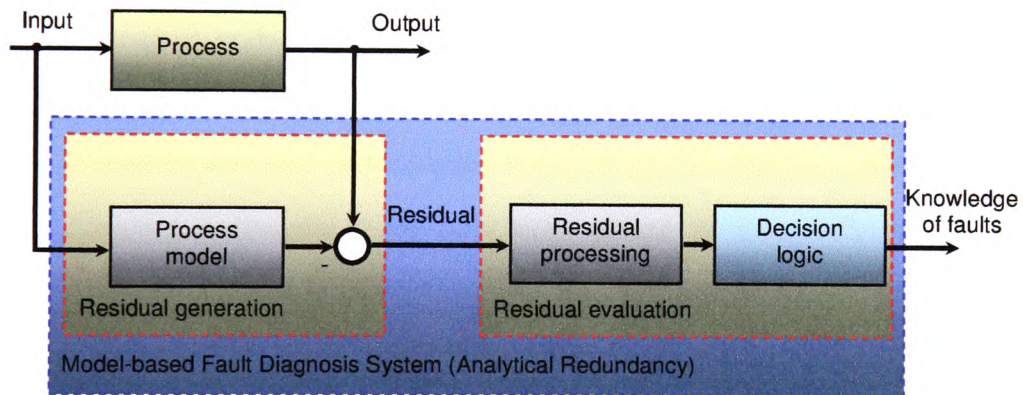 Input
Process
Output
Process
model
-
Residual
Residual
processing
Decision
logic
Knowledge
of faults
Residual generation
Residual evaluation
Model-based Fault Diagnosis System (Analytical Redundancy)